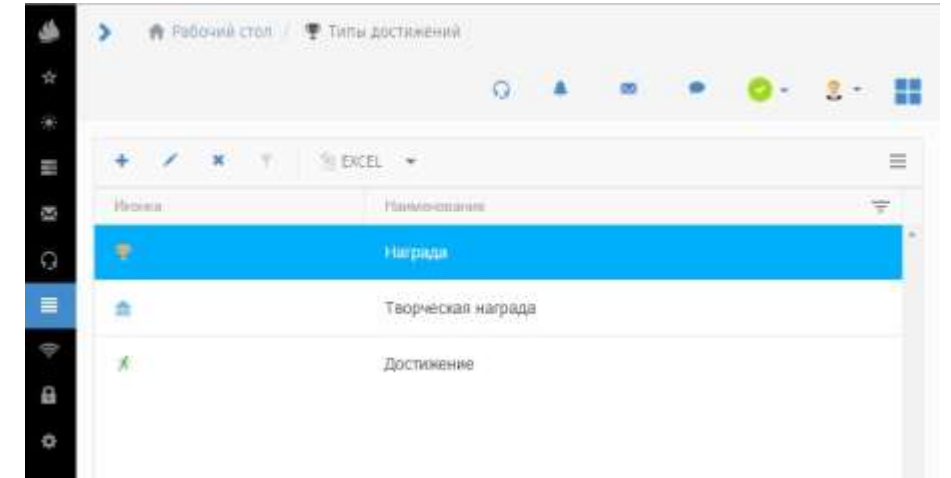 Рабочий стол / Типы достижений
EXCEL
Иконка Наименование
Награда
Творческая награда
Достижение